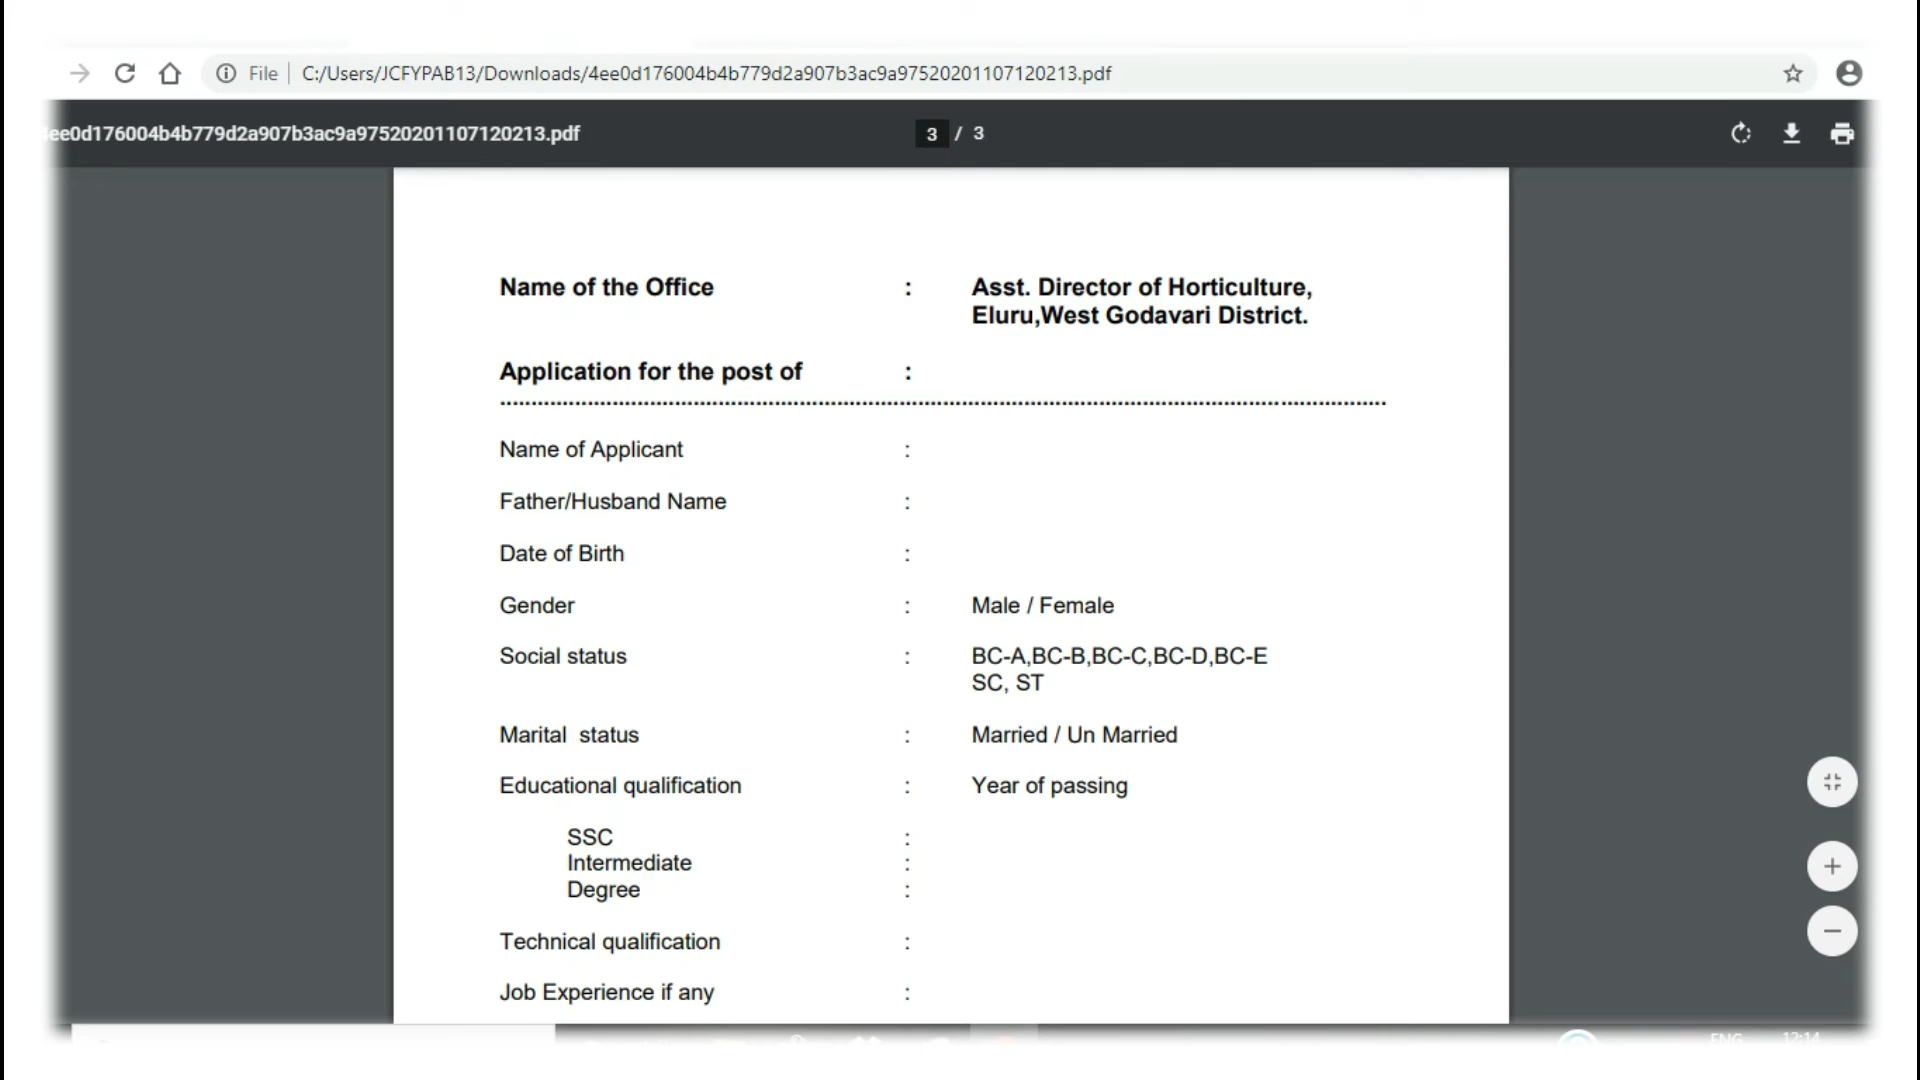 File C:/Users/JCFYPAB13/Downloads/4ee0d176004b4b779d2a907b3ac9a97520201107120213.pdf
ee0d176004b4b779d2a907b3ac9a97520201107120213.pdf 3 / 3
Name of the Office : Asst. Director of Horticulture,
Eluru,West Godavari District.
Application for the post of :
Name of Applicant :
Father/Husband Name :
Date of Birth :
Gender : Male / Female
Social status : BC-A,BC-B,BC-C,BC-D,BC-E
SC, ST
Marital status : Married / Un Married
Educational qualification : Year of passing
SSC :
Intermediate :
Degree :
Technical qualification :
Job Experience if any :
ENG 12:14